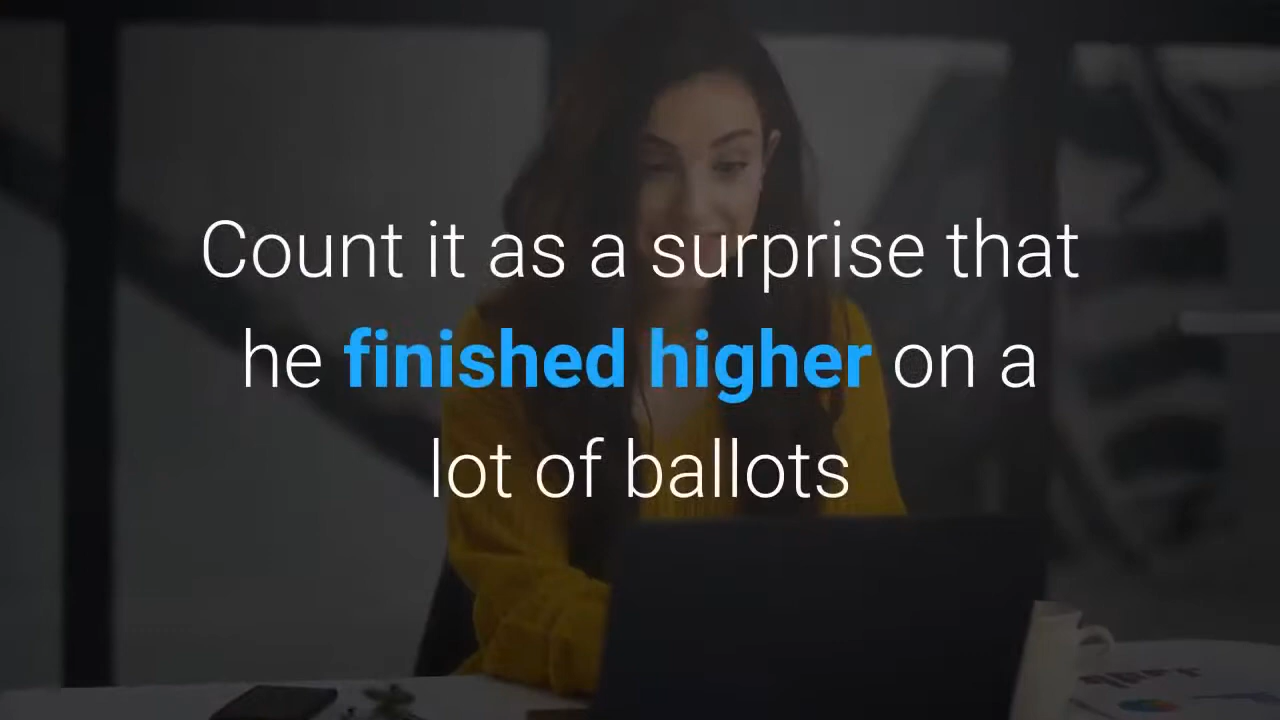 Count it as a surprise that
he finished higher on a
lot of ballots